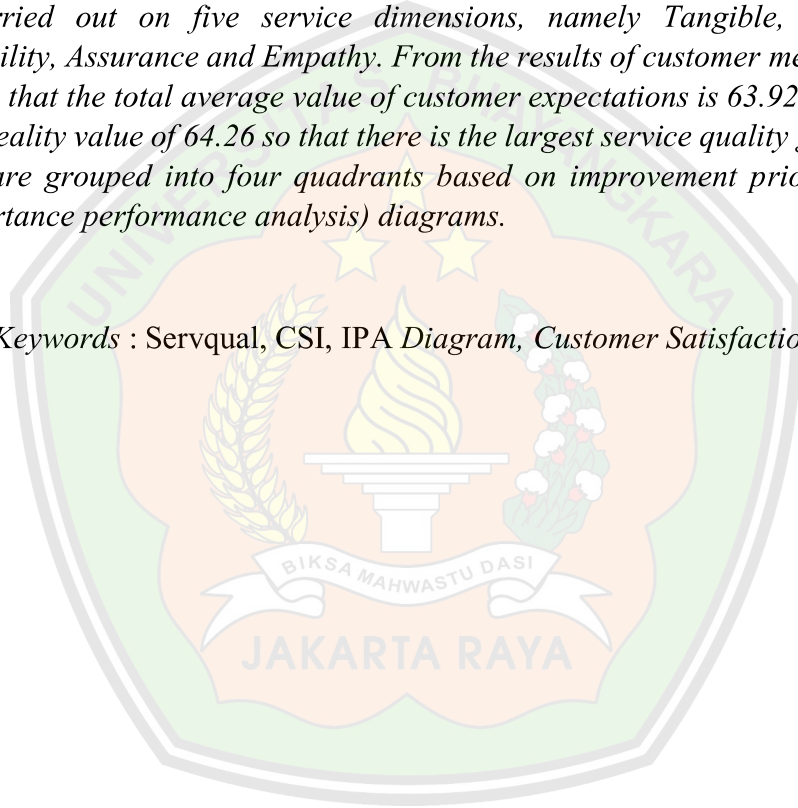 rried out on five service dimensions, namely Tangible,
ility, Assurance and Empathy. From the results of customer me
that the total average value of customer expectations is 63.92
eality value of 64.26 so that there is the largest service quality g
are grouped into four quadrants based on improvement prio
rtance performance analysis) diagrams.
Keywords : Servqual, CSI, IPA Diagram, Customer Satisfactio
UNIVERSITAS BHAYANGKARA
BIKSA MAHWASTU DASI
JAKARTA RAYA